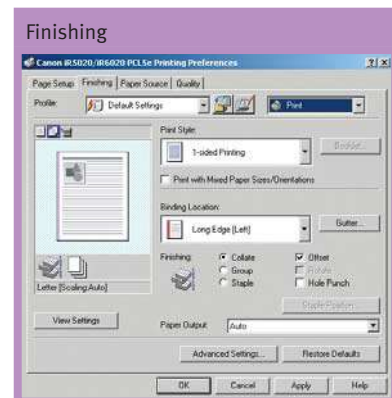 Finishing
Canon iR5020/iR6020 PCL5e Printing Preferences
Page Setup Finishing Paper Source Quality
Profile: Default Settings Print
Print Style:
1-sided Printing Booklet...
Print with Mixed Paper Sizes/Orientations
Binding Location:
Long Edge [Left] Gutter...
Finishing: Collate Offset
Group Rotate
Staple Hole Punch
Letter [Scaling:Auto]
Staple Position...
View Settings Paper Output: Auto
Advanced Settings... Restore Defaults
OK Cancel Apply Help